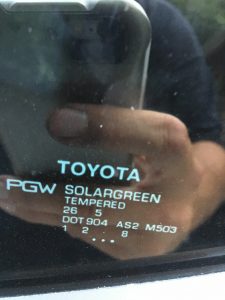 TOYOTA
PGW SOLARGREEN
TEMPERED
26 5
DOT 904 AS2 M503
1 2 · 8
• • •